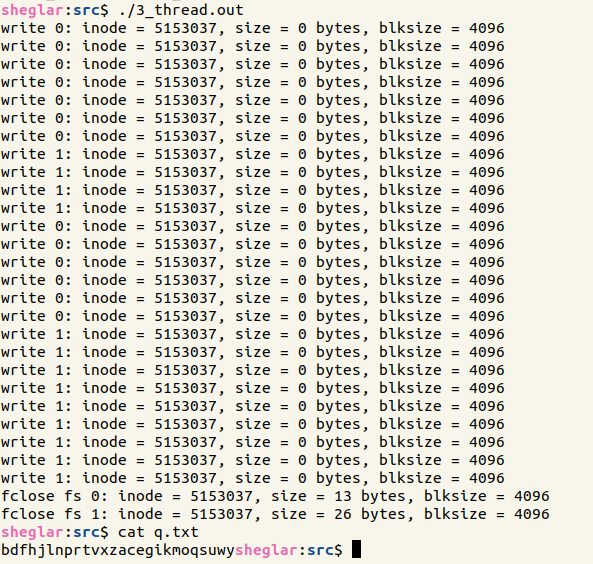 sheglar:src$ ./3_thread.out
write 0: inode = 5153037, size = 0 bytes, blksize = 4096
write 0: inode = 5153037, size = 0 bytes, blksize = 4096
write 0: inode = 5153037, size = 0 bytes, blksize = 4096
write 0: inode = 5153037, size = 0 bytes, blksize = 4096
write 0: inode = 5153037, size = 0 bytes, blksize = 4096
write 0: inode = 5153037, size = 0 bytes, blksize = 4096
write 0: inode = 5153037, size = 0 bytes, blksize = 4096
write 1: inode = 5153037, size = 0 bytes, blksize = 4096
write 1: inode = 5153037, size = 0 bytes, blksize = 4096
write 1: inode = 5153037, size = 0 bytes, blksize = 4096
write 1: inode = 5153037, size = 0 bytes, blksize = 4096
write 0: inode = 5153037, size = 0 bytes, blksize = 4096
write 0: inode = 5153037, size = 0 bytes, blksize = 4096
write 0: inode = 5153037, size = 0 bytes, blksize = 4096
write 0: inode = 5153037, size = 0 bytes, blksize = 4096
write 0: inode = 5153037, size = 0 bytes, blksize = 4096
write 0: inode = 5153037, size = 0 bytes, blksize = 4096
write 1: inode = 5153037, size = 0 bytes, blksize = 4096
write 1: inode = 5153037, size = 0 bytes, blksize = 4096
write 1: inode = 5153037, size = 0 bytes, blksize = 4096
write 1: inode = 5153037, size = 0 bytes, blksize = 4096
write 1: inode = 5153037, size = 0 bytes, blksize = 4096
write 1: inode = 5153037, size = 0 bytes, blksize = 4096
write 1: inode = 5153037, size = 0 bytes, blksize = 4096
write 1: inode = 5153037, size = 0 bytes, blksize = 4096
write 1: inode = 5153037, size = 0 bytes, blksize = 4096
fclose fs 0: inode = 5153037, size = 13 bytes, blksize = 4096
fclose fs 1: inode = 5153037, size = 26 bytes, blksize = 4096
sheglar:src$ cat q.txt
bdfhjlnprtvxzacegikmoqsuwysheglar:src$